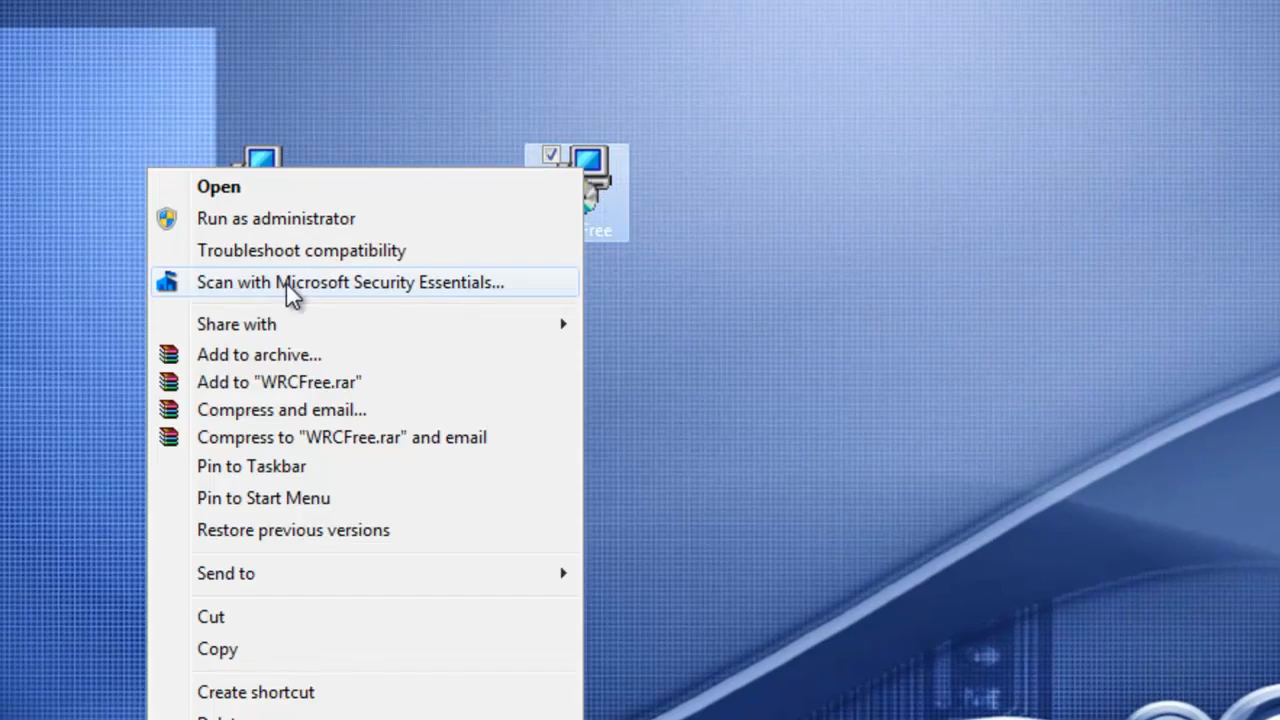 Open
Run as administrator
Troubleshoot compatibility
Scan with Microsoft Security Essentials...
Free
Share with
Add to archive...
Add to "WRCFree.rar"
Compress and email...
Compress to "WRCFree.rar" and email
Pin to Taskbar
Pin to Start Menu
Restore previous versions
Send to
Cut
Copy
Create shortcut